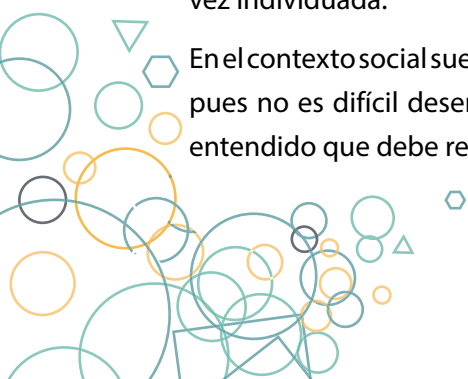 vez individuada.
En el contexto social sue
pues no es difícil deser
entendido que debe re